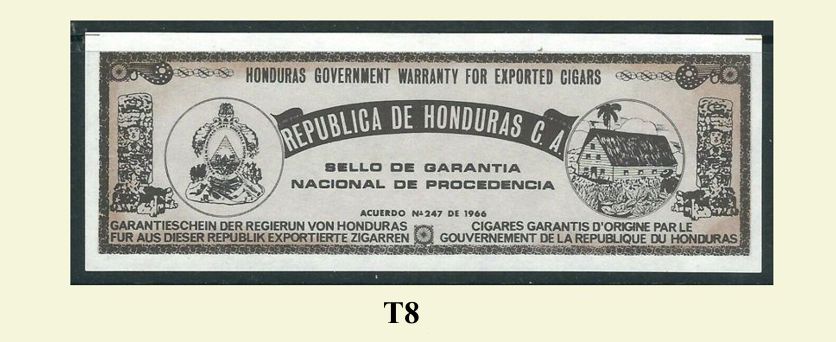 HONDURAS GOVERNMENT WARRANTY FOR EXPORTED CIGARS
REPUBLICA DE HONDURAS C. A
SELLO DE GARANTIA
NACIONAL DE PROCEDENCIA
ACUERDO Nº 247 DE 1966
GARANTIESCHEIN DER REGIERUN VON HONDURAS
FUR AUS DIESER REPUBLIK EXPORTIERTE ZIGARREN
CIGARES GARANTIS D'ORIGINE PAR LE
GOUVERNEMENT DE LA REPUBLIQUE DU HONDURAS
T8